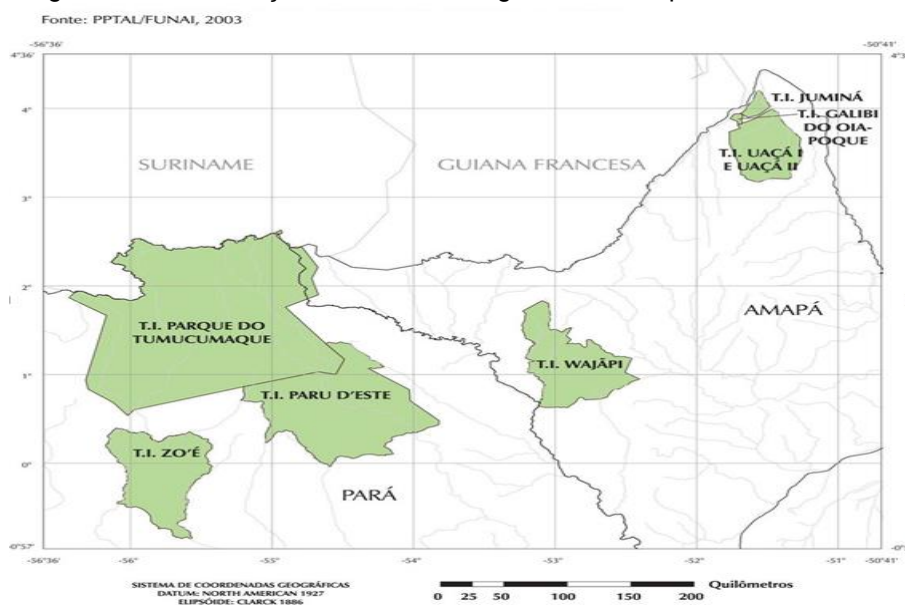 Fonte: PPTAL/FUNAI, 2003
-56°36'
-50°41'
4°36'
4°3
4°
3°
2°
1°
0°
-0°57'
SURINAME
GUIANA FRANCESA
T.I. JUMINÁ
T.I. GALIBI
DO OIA-
POQUE
T.I. UAÇÁ I
E UAÇÁ II
AMAPÁ
T.I. PARQUE DO
TUMUCUMAQUE
T.I. WAJÃPI
T.I. PARU D'ESTE
T.I. ZO'É
PARÁ
-56°36'
-56°
-55°
-54°
-53°
-52°
-51°
-50°41
SISTEMA DE COORDENADAS GEOGRÁFICAS
DATUM: NORTH AMERICAN 1927
ELIPSÓIDE: CLARCK 1886
0 25 50 100 150 200
Quilômetros